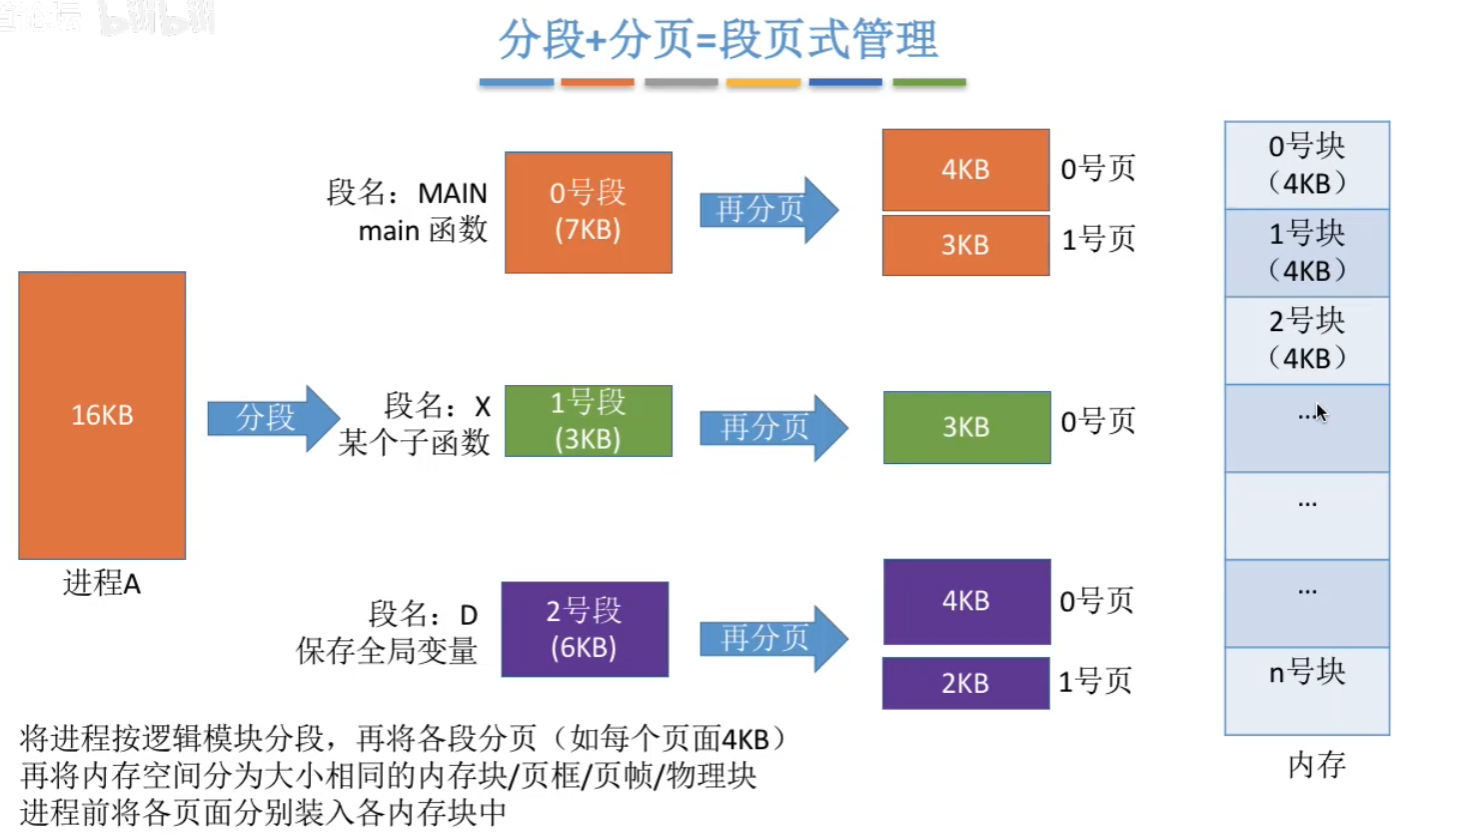 bilibili
分段+分页=段页式管理
段名：MAIN
main 函数
0号段
(7KB)
再分页
4KB
0号页
3KB
1号页
16KB
进程A
分段
段名：X
某个子函数
1号段
(3KB)
再分页
3KB
0号页
段名：D
保存全局变量
2号段
(6KB)
再分页
4KB
0号页
2KB
1号页
0号块
（4KB）
1号块
（4KB）
2号块
（4KB）
...
...
...
n号块
内存
将进程按逻辑模块分段，再将各段分页（如每个页面4KB）
再将内存空间分为大小相同的内存块/页框/页帧/物理块
进程前将各页面分别装入各内存块中